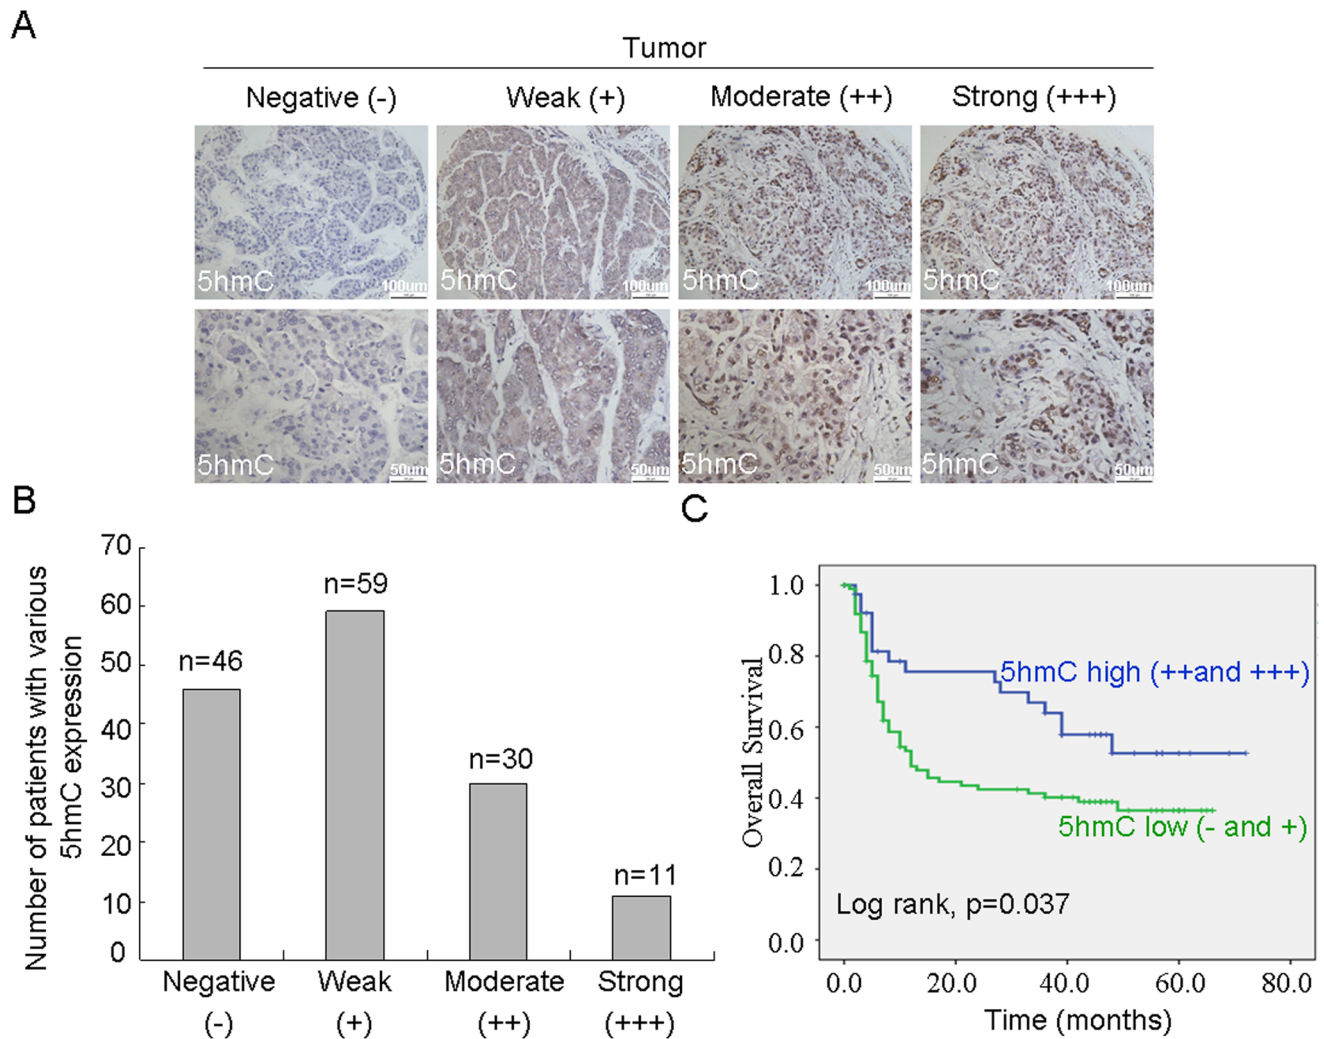 A
Tumor
Negative (-) Weak (+) Moderate (++) Strong (+++)
5hmC 100um 5hmC 100um 5hmC 100um 5hmC 100um
5hmC 50um 5hmC 50um 5hmC 50um 5hmC 50um
B
Number of patients with various
5hmC expression
70
60
50
40
30
20
10
0
n=46
n=59
n=30
n=11
Negative Weak Moderate Strong
(-) (+) (++) (+++)
C
Overall Survival
1.0
0.8
0.6
0.4
0.2
0.0
5hmC high (++and +++)
5hmC low (- and +)
Log rank, p=0.037
0.0 20.0 40.0 60.0 80.0
Time (months)